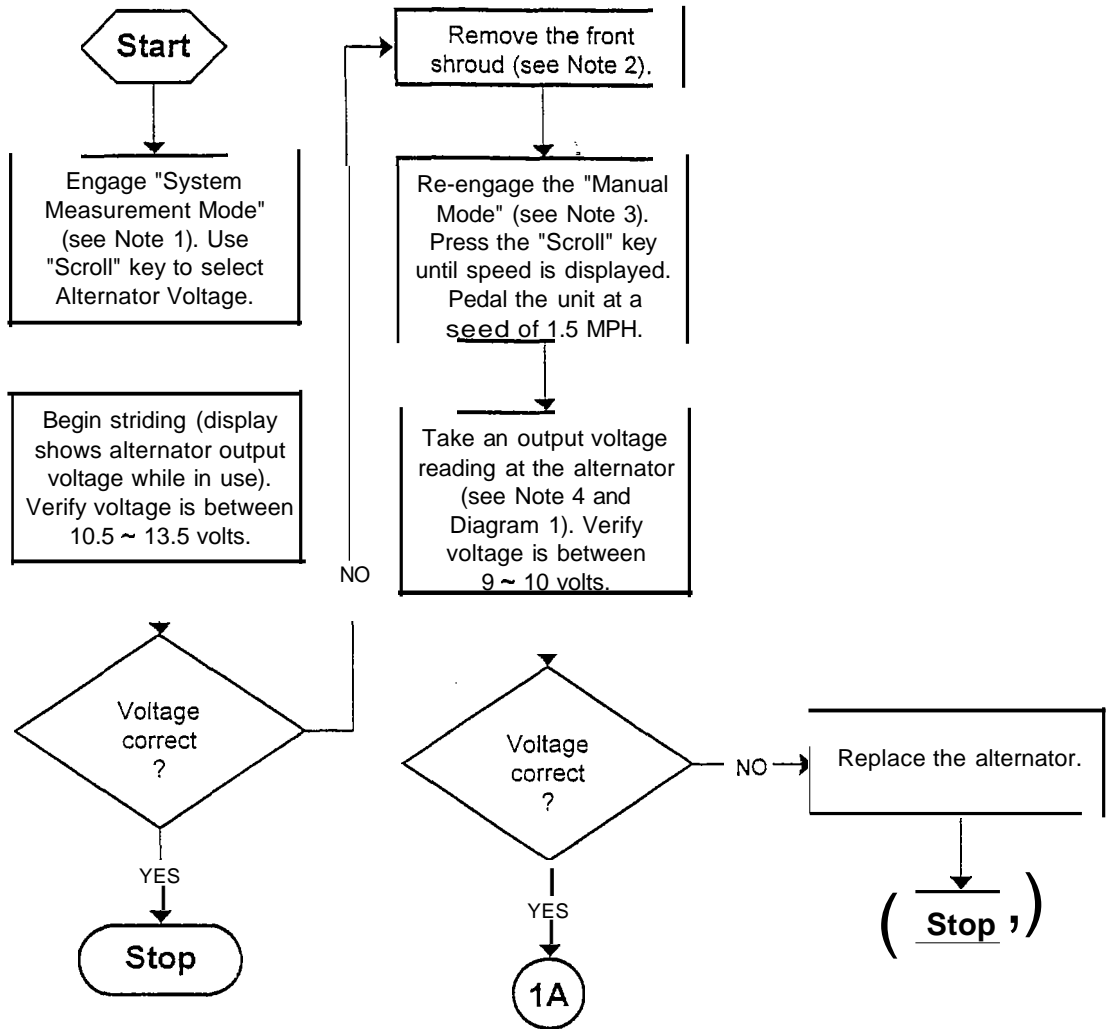 Start
Engage "System
Measurement Mode"
(see Note 1). Use
"Scroll" key to select
Alternator Voltage.
Begin striding (display
shows alternator output
voltage while in use).
Verify voltage is between
10.5 ~ 13.5 volts.
Voltage
correct
?
YES
Stop
NO
Remove the front
shroud (see Note 2).
Re-engage the "Manual
Mode" (see Note 3).
Press the "Scroll" key
until speed is displayed.
Pedal the unit at a
seed of 1.5 MPH.
Take an output voltage
reading at the alternator
(see Note 4 and
Diagram 1). Verify
voltage is between
9 ~ 10 volts.
Voltage
correct
?
YES
1A
NO
Replace the alternator.
( Stop ,)